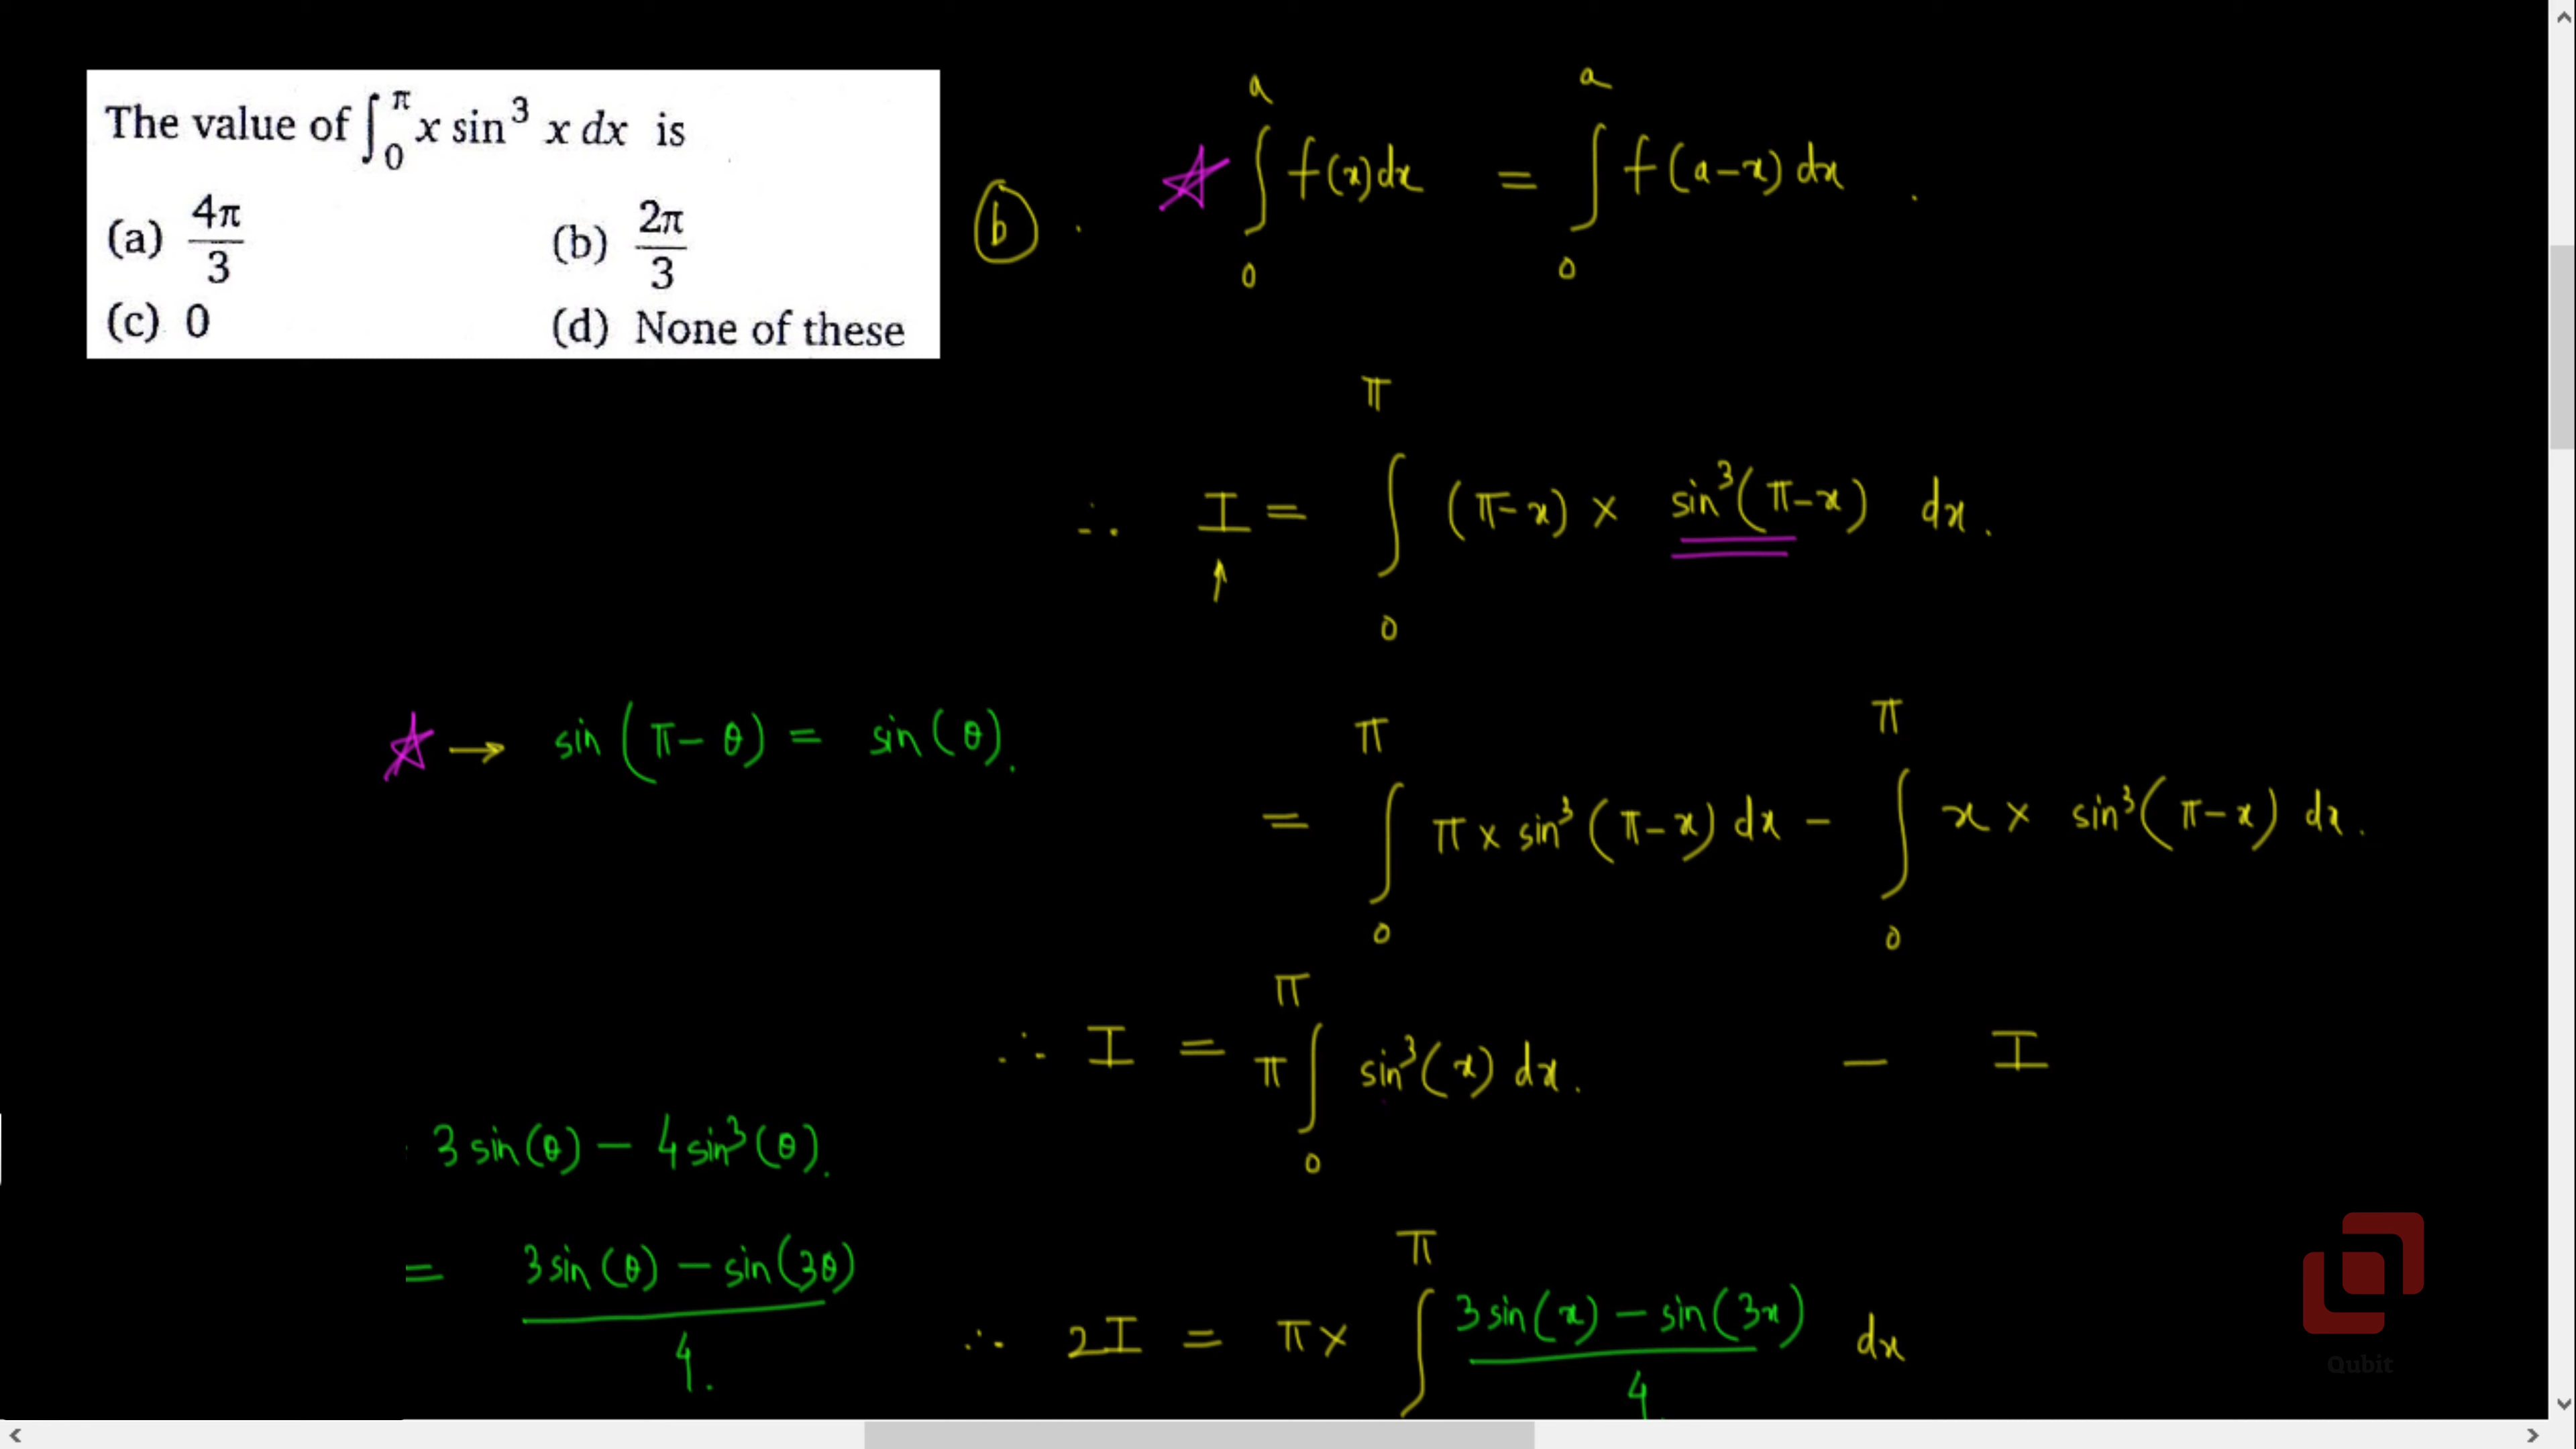 The value of ∫₀^π x sin³ x dx is
(a) 4π/3 (b) 2π/3
(c) 0 (d) None of these
(b) . ☆ ∫₀^a f(x) dx = ∫₀^a f(a-x) dx .
∴ I = ∫₀^π (π-x) × sin³(π-x) dx.
↑
☆ → sin(π-θ) = sin(θ).
= ∫₀^π π × sin³(π-x) dx - ∫₀^π x × sin³(π-x) dx.
∴ I = π ∫₀^π sin³(x) dx. - I
3 sin(θ) - 4 sin³(θ).
= (3 sin(θ) - sin(3θ))/4.
∴ 2I = π × ∫^π (3 sin(x) - sin(3x))/4 dx
Qubit